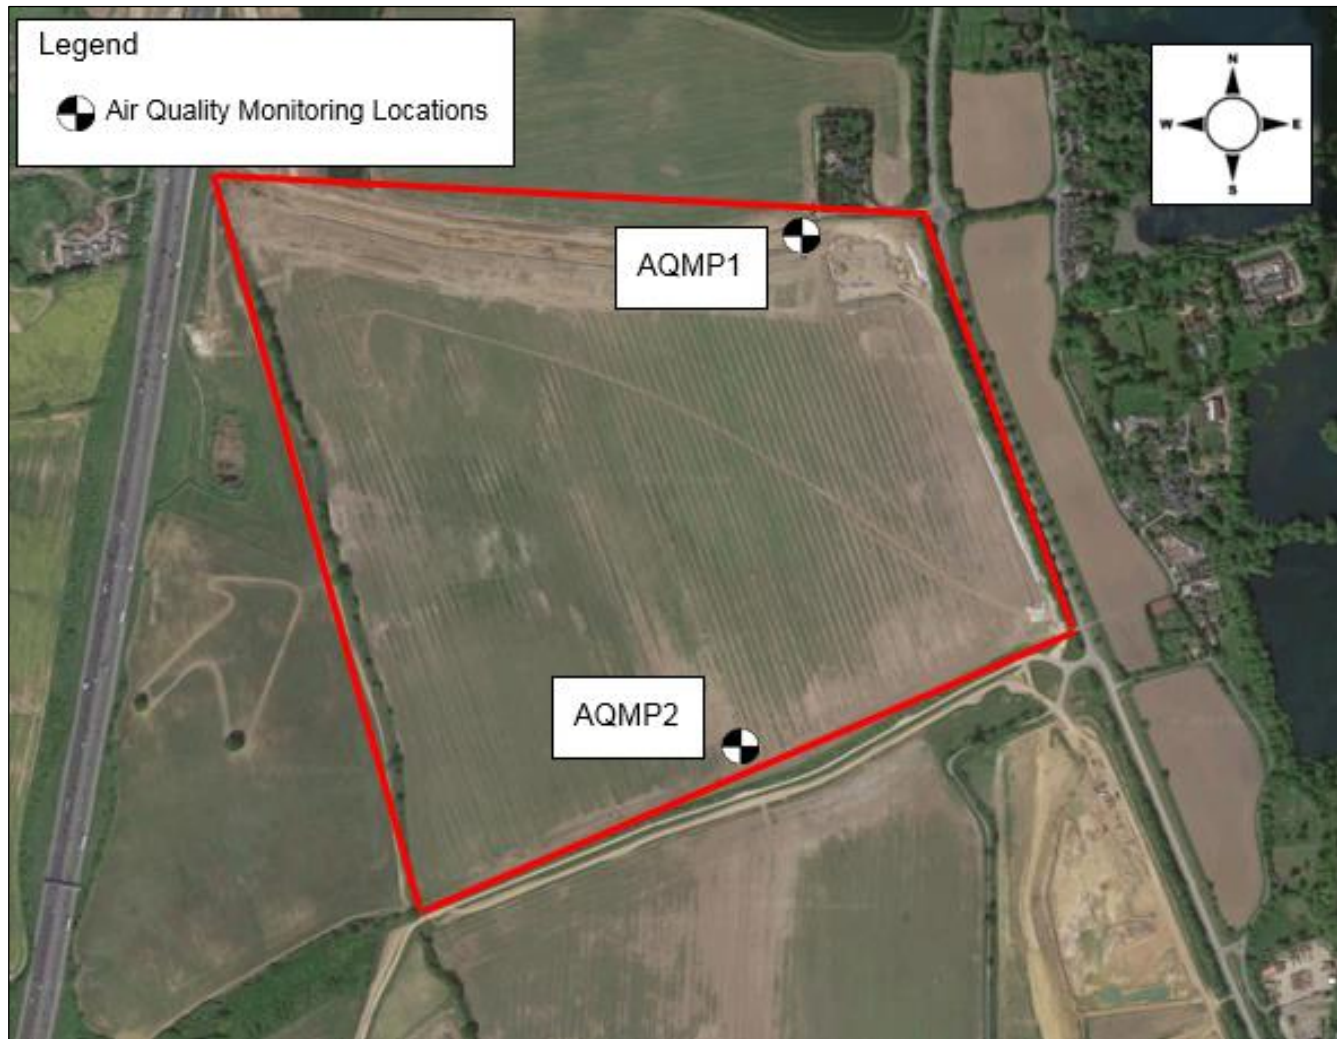 Legend
Air Quality Monitoring Locations
N
W E
S
AQMP1
AQMP2